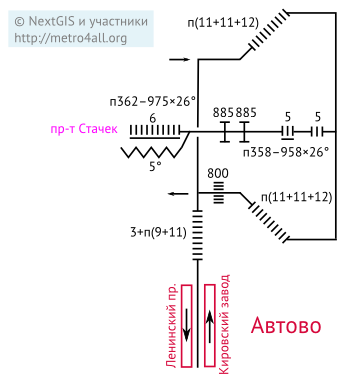 © NextGIS и участники
http://metro4all.org
п(11+11+12)
п362–975×26°
6
885 885
5 5
пр-т Стачек
5°
п358–958×26°
800
п(11+11+12)
3+п(9+11)
Ленинский пр.
Кировский завод
Автово